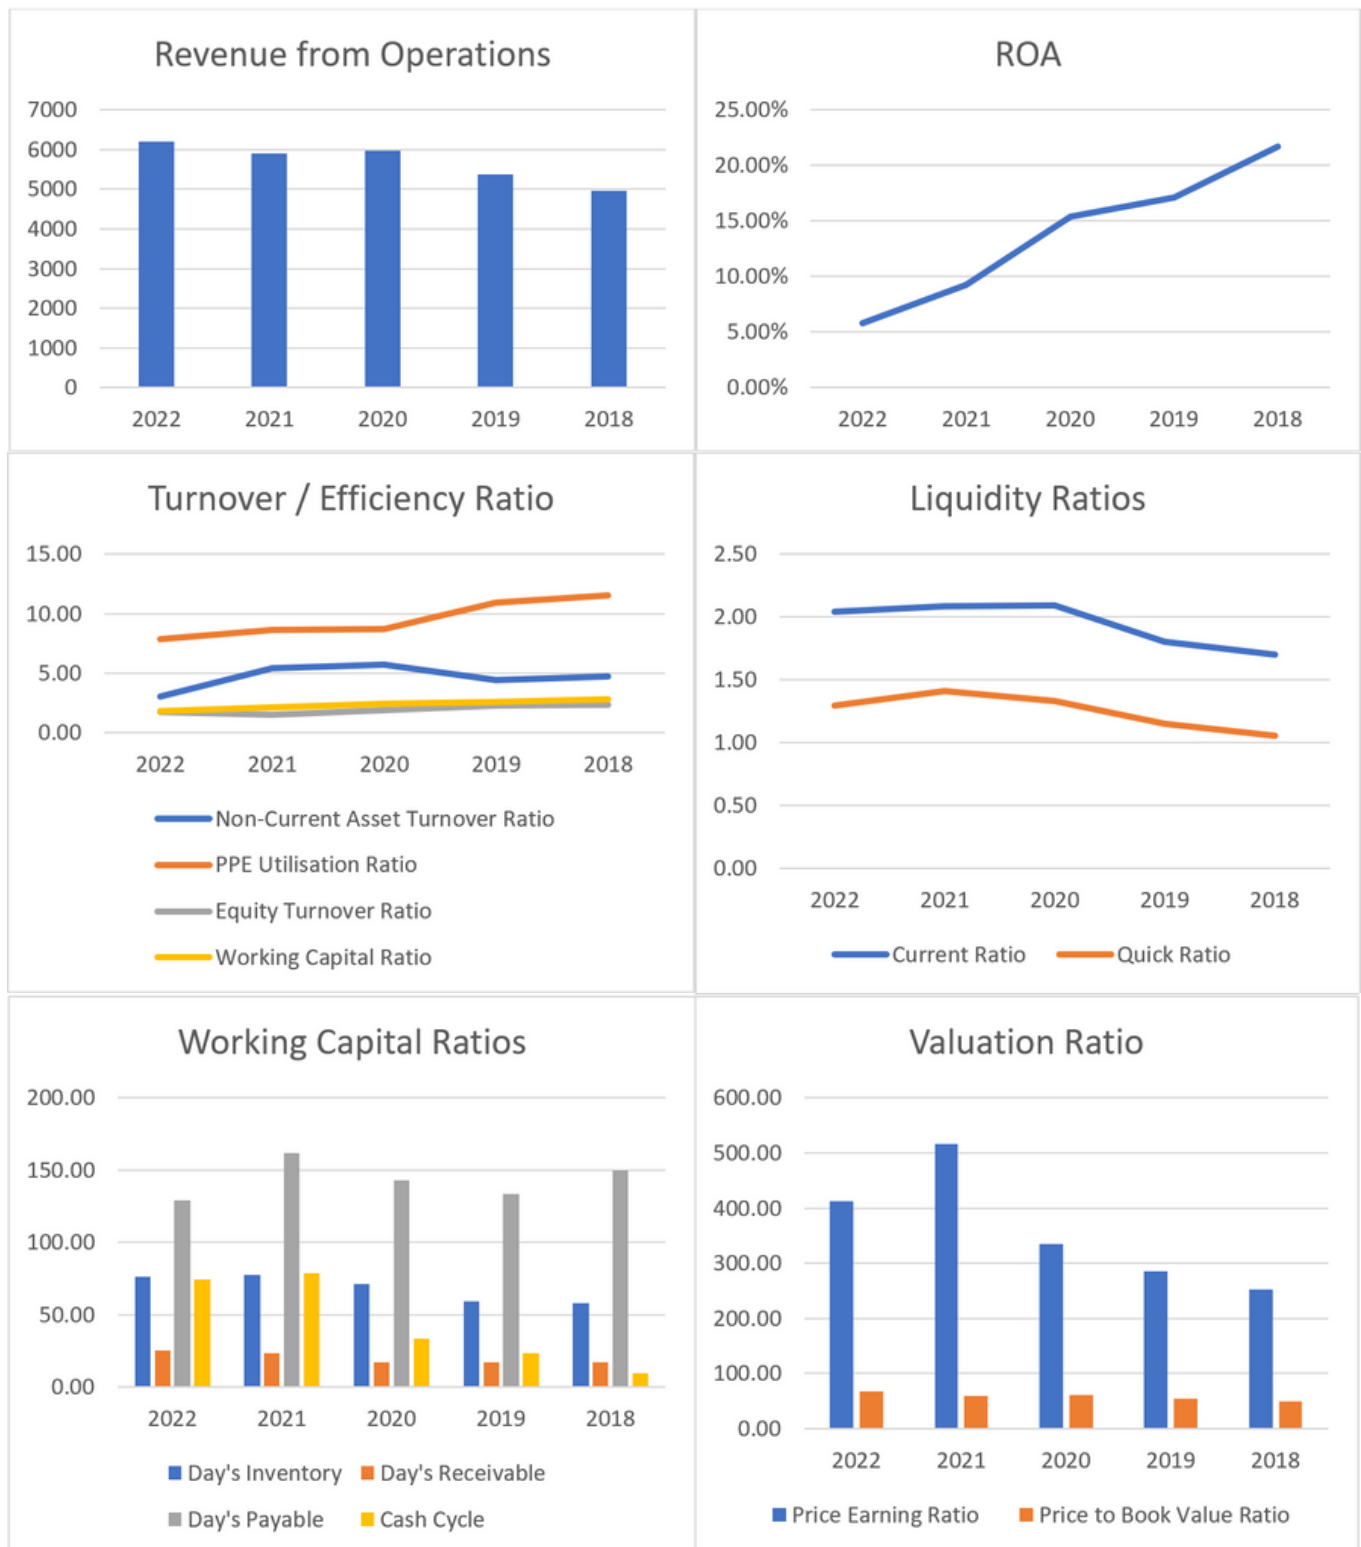 Revenue from Operations
7000
6000
5000
4000
3000
2000
1000
0
2022 2021 2020 2019 2018
ROA
25.00%
20.00%
15.00%
10.00%
5.00%
0.00%
2022 2021 2020 2019 2018
Turnover / Efficiency Ratio
15.00
10.00
5.00
0.00
2022 2021 2020 2019 2018
Non-Current Asset Turnover Ratio
PPE Utilisation Ratio
Equity Turnover Ratio
Working Capital Ratio
Liquidity Ratios
2.50
2.00
1.50
1.00
0.50
0.00
2022 2021 2020 2019 2018
Current Ratio Quick Ratio
Working Capital Ratios
200.00
150.00
100.00
50.00
0.00
2022 2021 2020 2019 2018
Day's Inventory Day's Receivable
Day's Payable Cash Cycle
Valuation Ratio
600.00
500.00
400.00
300.00
200.00
100.00
0.00
2022 2021 2020 2019 2018
Price Earning Ratio Price to Book Value Ratio